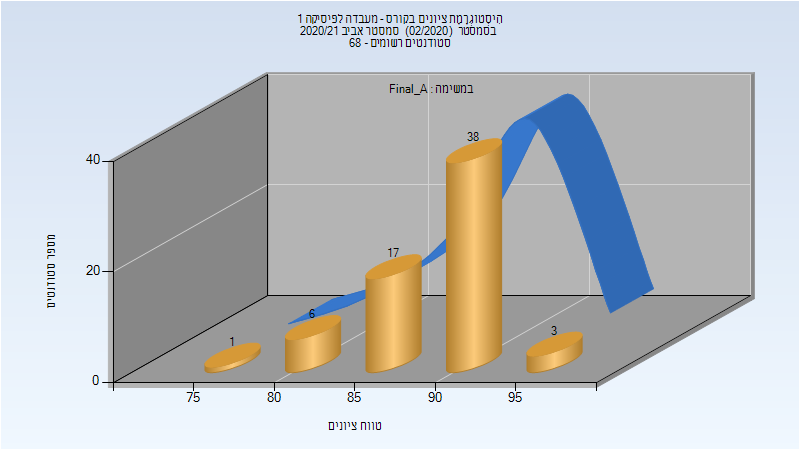 היסטוגרמת ציונים בקורס - מעבדה לפיסיקה 1
בסמסטר (02/2020) סמסטר אביב 2020/21
סטודנטים רשומים - 68
במשימה : Final_A
מספר סטודנטים
40
20
0
1
6
17
38
3
75
80
85
90
95
טווח ציונים